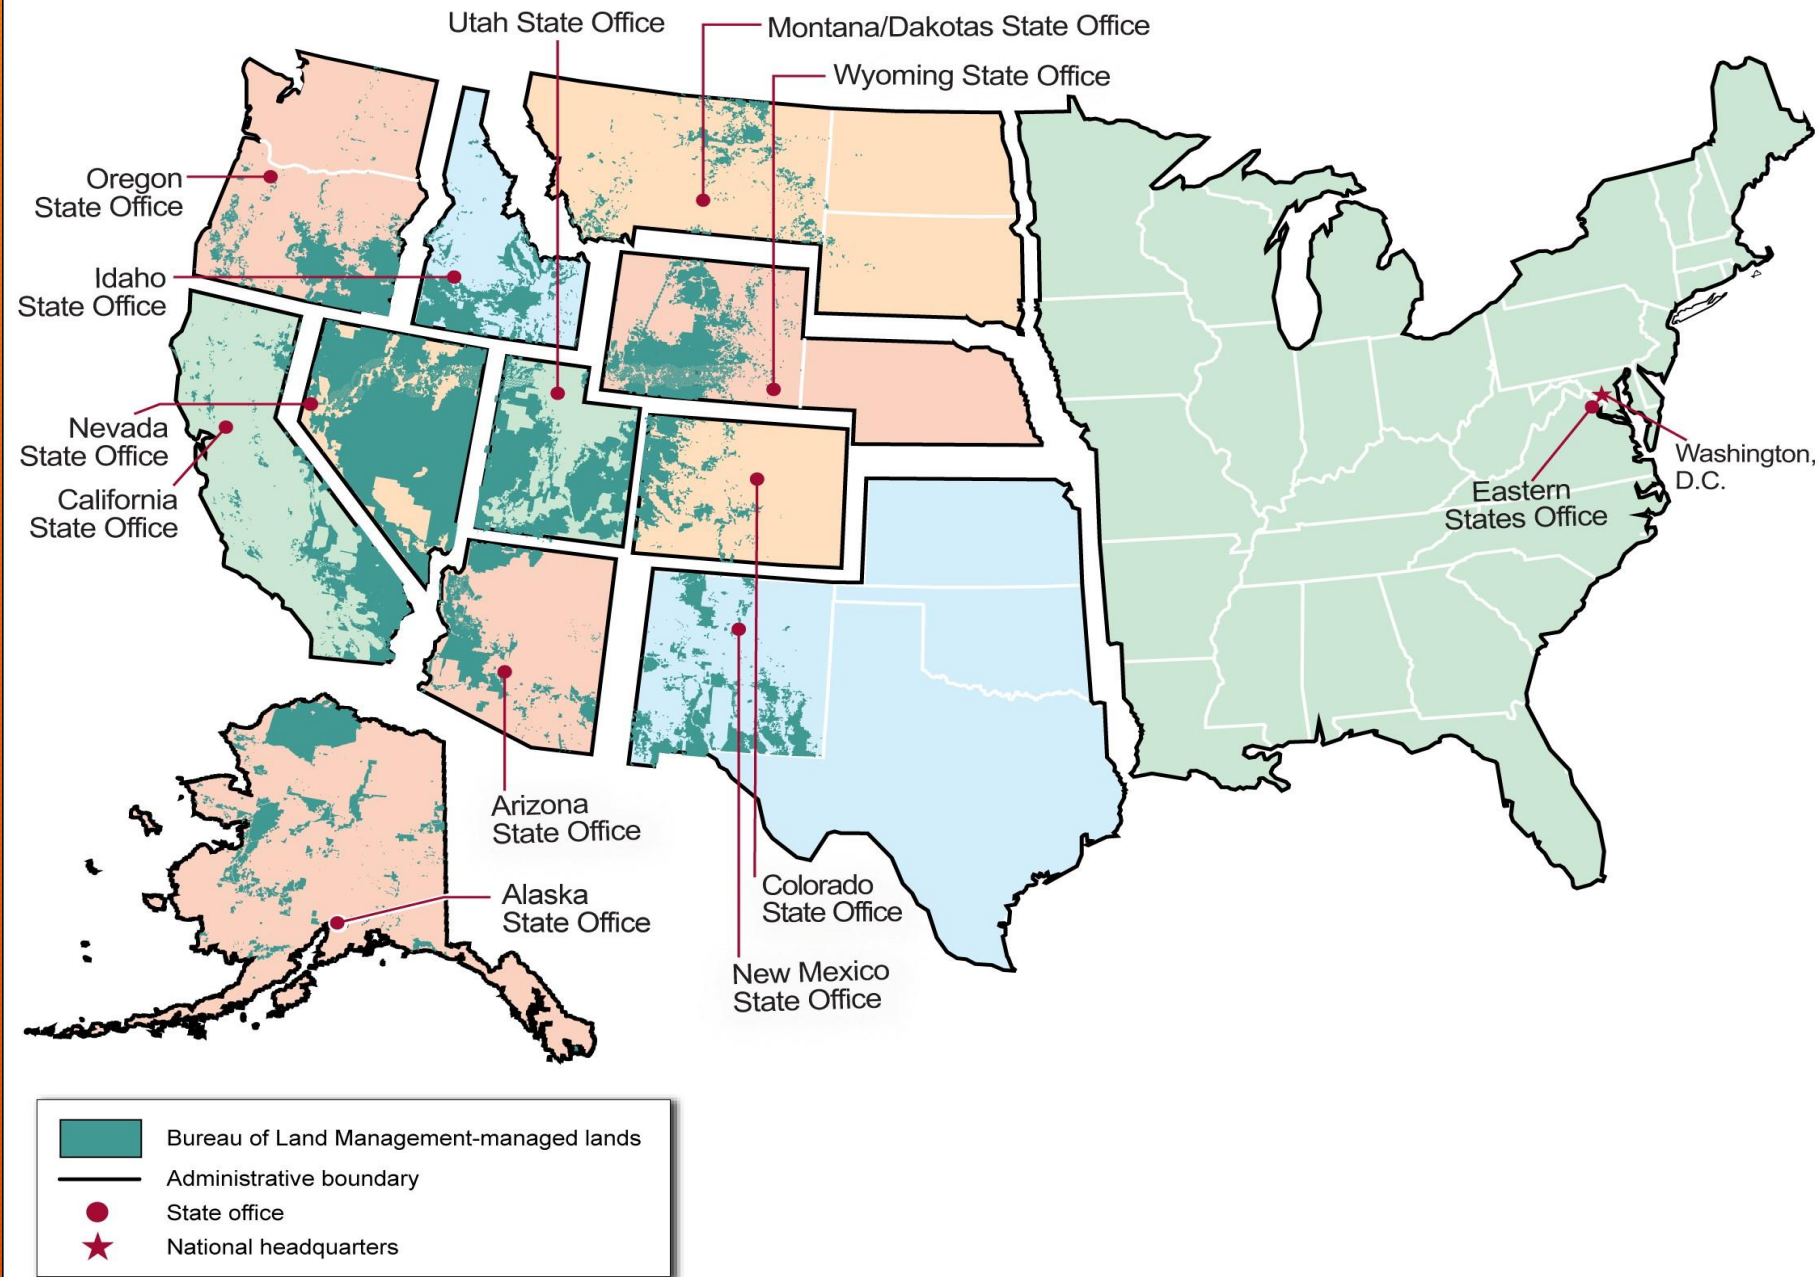 Utah State Office
Montana/Dakotas State Office
Wyoming State Office
Oregon
State Office
Idaho
State Office
Nevada
State Office
California
State Office
Washington,
D.C.
Eastern
States Office
Arizona
State Office
Alaska
State Office
Colorado
State Office
New Mexico
State Office
Bureau of Land Management-managed lands
Administrative boundary
State office
National headquarters